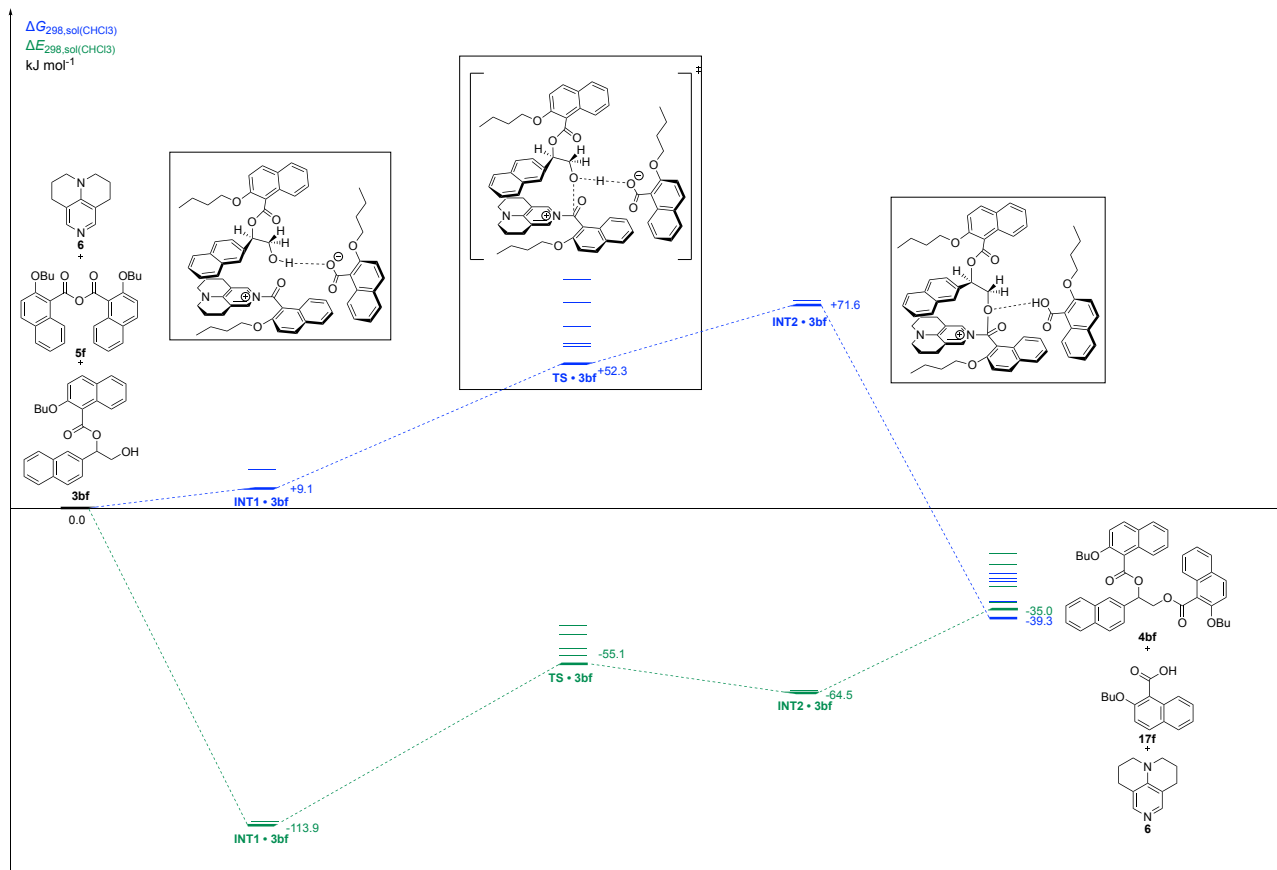 ΔG298,sol(CHCl3)
ΔE298,sol(CHCl3)
kJ mol-1
N
N
6
+
OBu
O
O
O
OBu
5f
+
BuO
O
O
OH
3bf
0.0
O
O
O
H
H
O
H
O
O
⊖
O
N
⊕
N
O
O
INT1 • 3bf
+9.1
INT1 • 3bf
-113.9
‡
O
O
O
H
H
O
H
O
O
⊖
O
N
⊕
N
O
O
TS • 3bf
+52.3
TS • 3bf
-55.1
INT2 • 3bf
+71.6
INT2 • 3bf
-64.5
O
O
O
H
H
O
HO
O
O
N
⊕
N
O
O
-35.0
-39.3
BuO
O
O
O
O
OBu
4bf
+
O
OH
BuO
17f
+
N
N
6